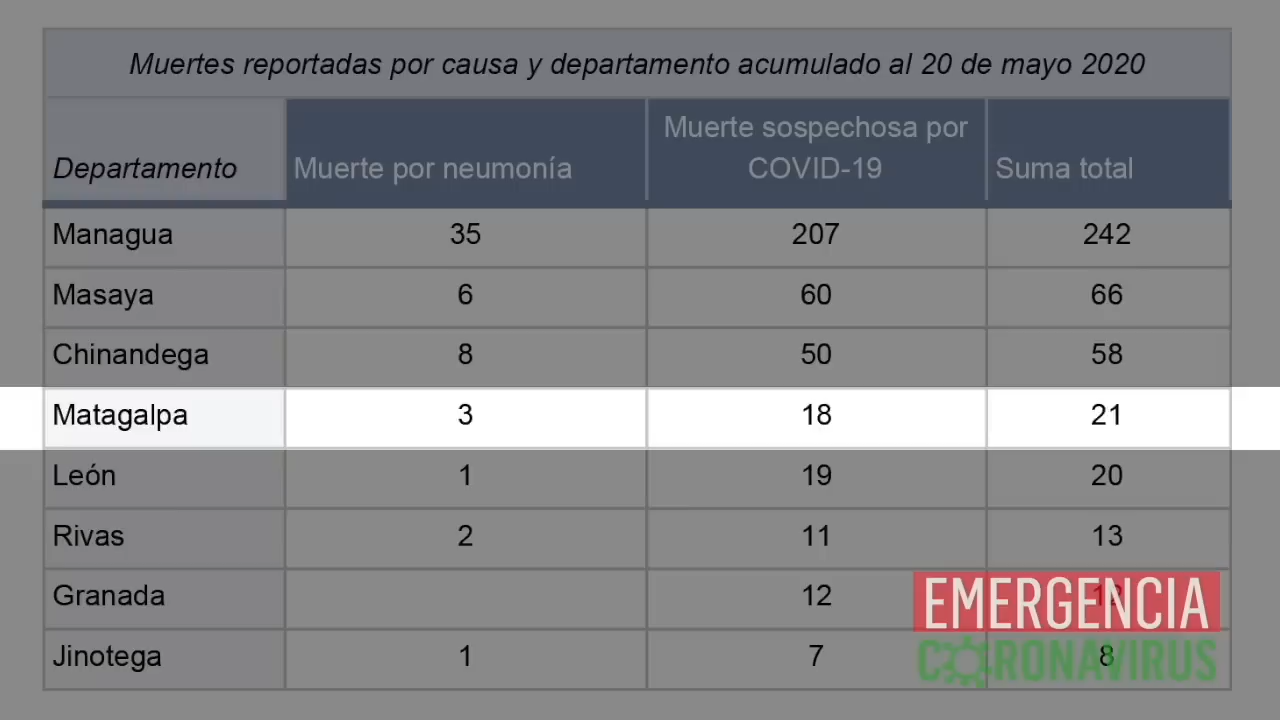 Muertes reportadas por causa y departamento acumulado al 20 de mayo 2020
Departamento Muerte por neumonía Muerte sospechosa por COVID-19 Suma total
Managua 35 207 242
Masaya 6 60 66
Chinandega 8 50 58
Matagalpa 3 18 21
León 1 19 20
Rivas 2 11 13
Granada 12 12
Jinotega 1 7 8
EMERGENCIA
CORONAVIRUS